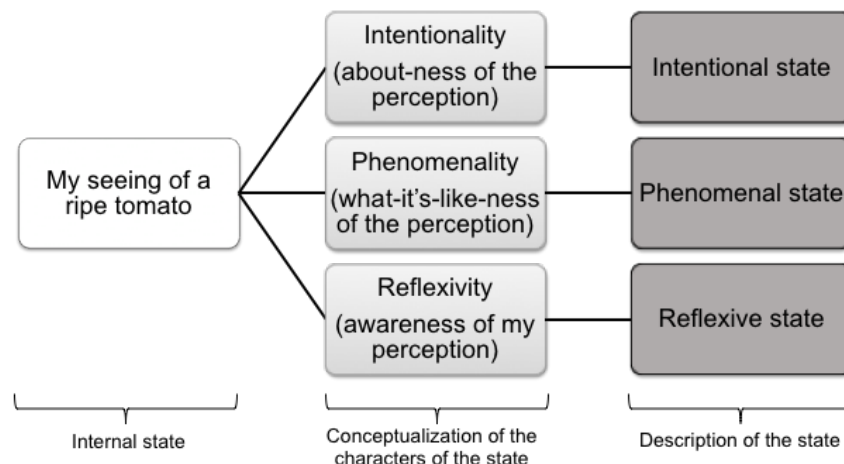 Intentionality
(about-ness of the
perception)
Intentional state
My seeing of a
ripe tomato
Phenomenality
(what-it's-like-ness
of the perception)
Phenomenal state
Reflexivity
(awareness of my
perception)
Reflexive state
Internal state
Conceptualization of the
characters of the state
Description of the state